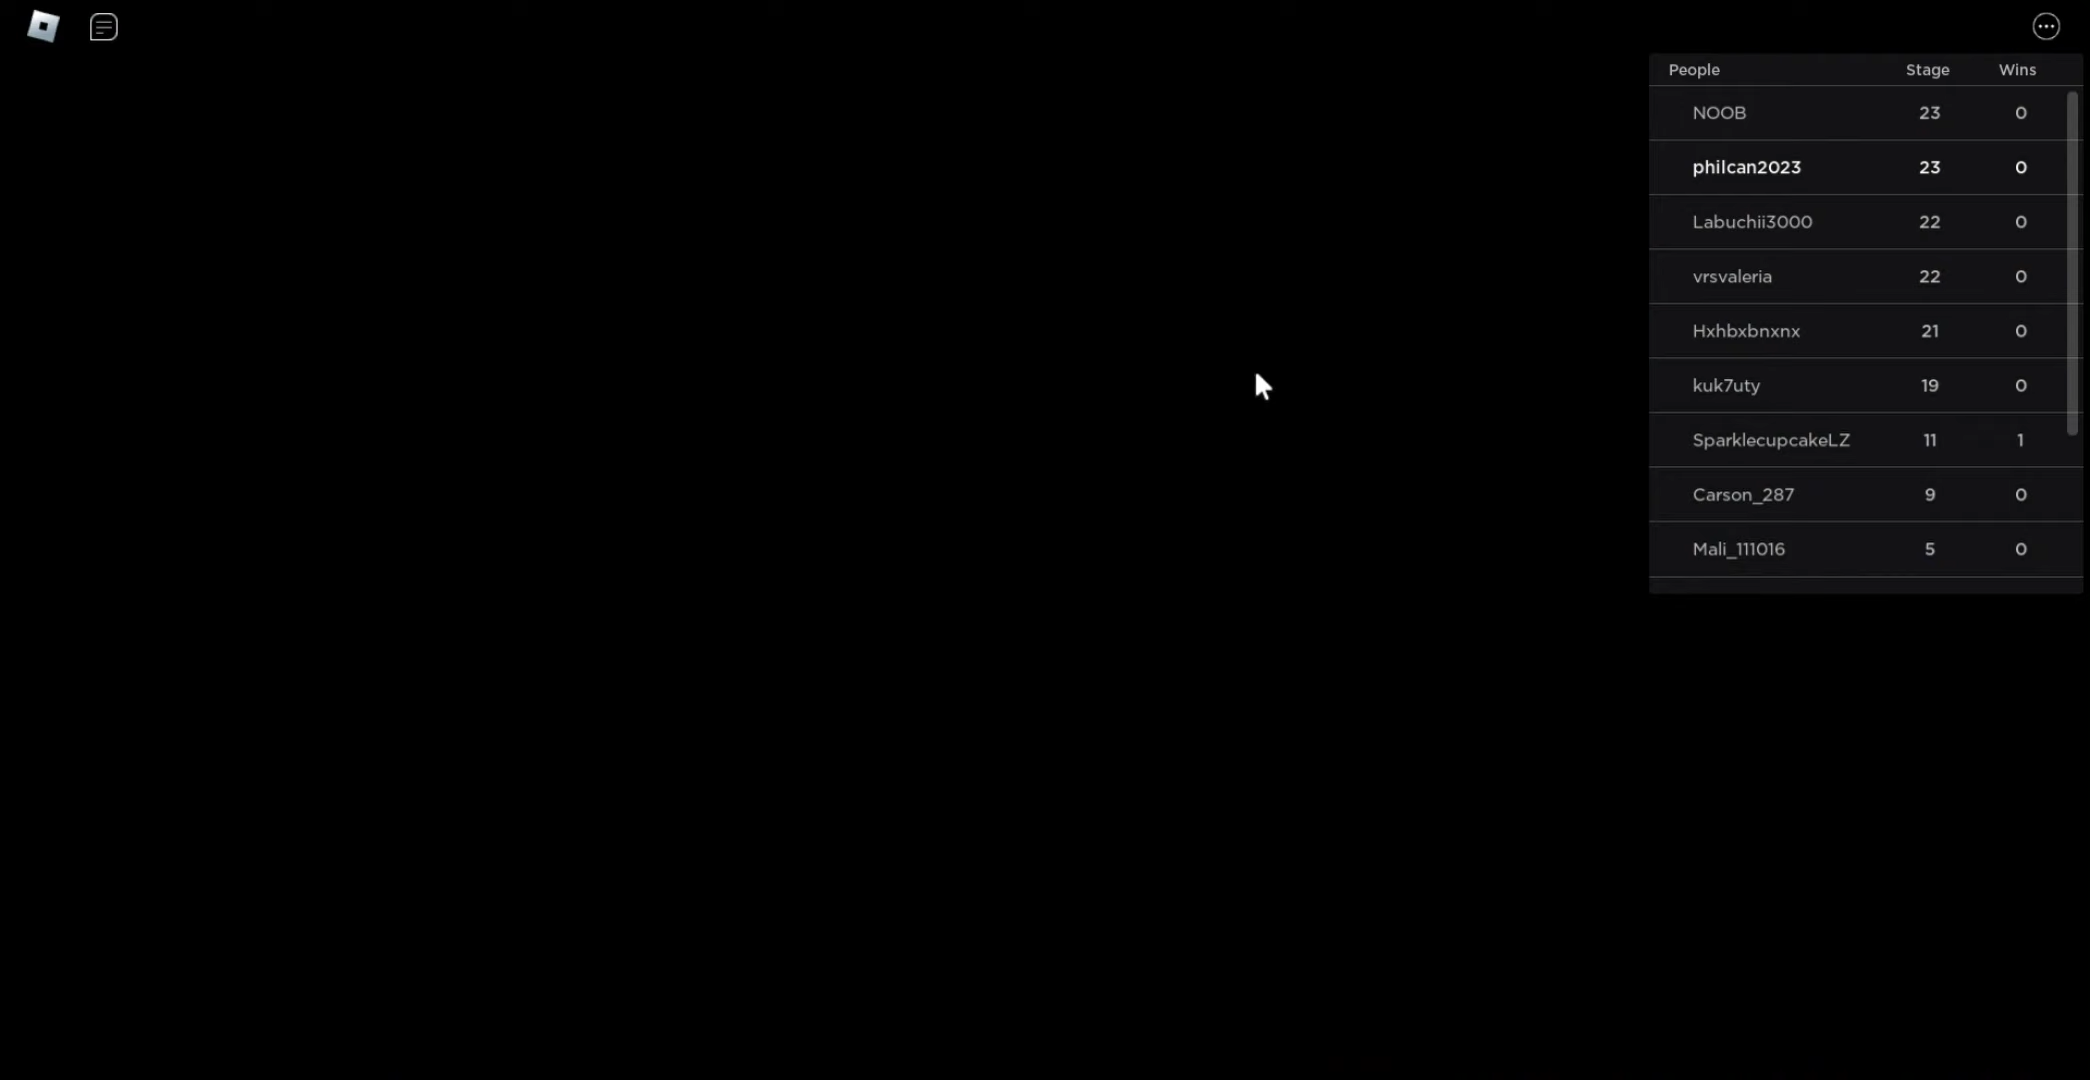 People Stage Wins
NOOB 23 0
philcan2023 23 0
Labuchii3000 22 0
vrsvaleria 22 0
Hxhbxbnxnx 21 0
kuk7uty 19 0
SparklecupcakeLZ 11 1
Carson_287 9 0
Mali_111016 5 0